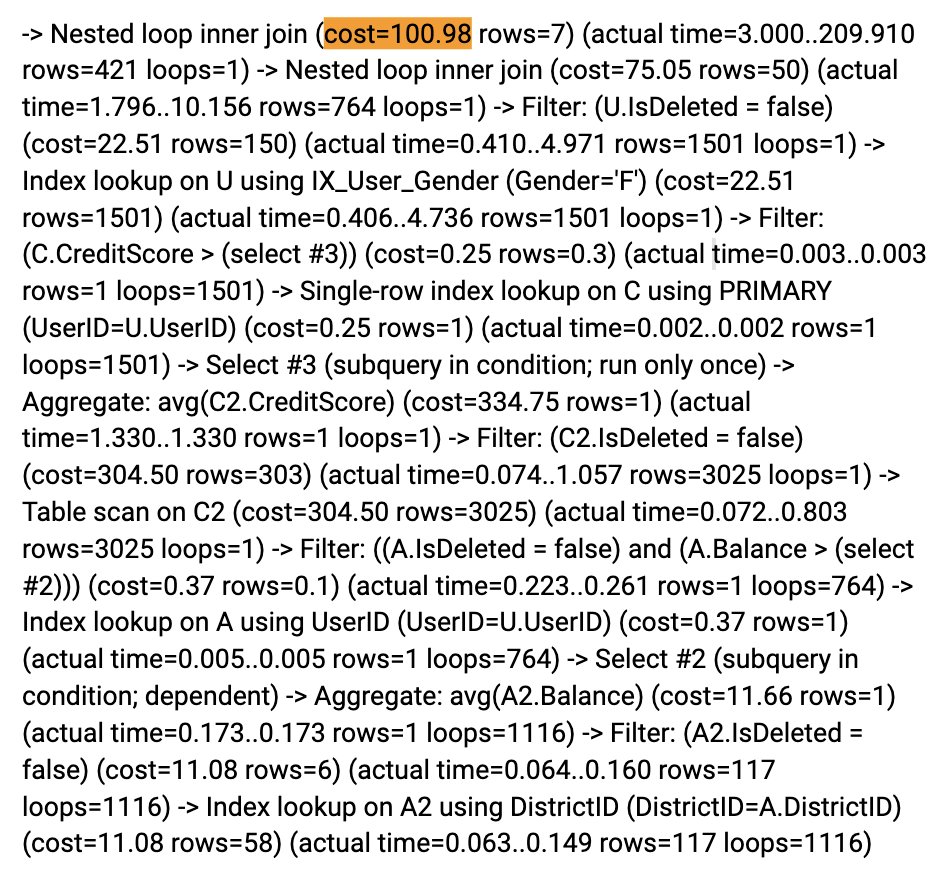 -> Nested loop inner join (cost=100.98 rows=7) (actual time=3.000..209.910
rows=421 loops=1) -> Nested loop inner join (cost=75.05 rows=50) (actual
time=1.796..10.156 rows=764 loops=1) -> Filter: (U.IsDeleted = false)
(cost=22.51 rows=150) (actual time=0.410..4.971 rows=1501 loops=1) ->
Index lookup on U using IX_User_Gender (Gender='F') (cost=22.51
rows=1501) (actual time=0.406..4.736 rows=1501 loops=1) -> Filter:
(C.CreditScore > (select #3)) (cost=0.25 rows=0.3) (actual time=0.003..0.003
rows=1 loops=1501) -> Single-row index lookup on C using PRIMARY
(UserID=U.UserID) (cost=0.25 rows=1) (actual time=0.002..0.002 rows=1
loops=1501) -> Select #3 (subquery in condition; run only once) ->
Aggregate: avg(C2.CreditScore) (cost=334.75 rows=1) (actual
time=1.330..1.330 rows=1 loops=1) -> Filter: (C2.IsDeleted = false)
(cost=304.50 rows=303) (actual time=0.074..1.057 rows=3025 loops=1) ->
Table scan on C2 (cost=304.50 rows=3025) (actual time=0.072..0.803
rows=3025 loops=1) -> Filter: ((A.IsDeleted = false) and (A.Balance > (select
#2))) (cost=0.37 rows=0.1) (actual time=0.223..0.261 rows=1 loops=764) ->
Index lookup on A using UserID (UserID=U.UserID) (cost=0.37 rows=1)
(actual time=0.005..0.005 rows=1 loops=764) -> Select #2 (subquery in
condition; dependent) -> Aggregate: avg(A2.Balance) (cost=11.66 rows=1)
(actual time=0.173..0.173 rows=1 loops=1116) -> Filter: (A2.IsDeleted =
false) (cost=11.08 rows=6) (actual time=0.064..0.160 rows=117
loops=1116) -> Index lookup on A2 using DistrictID (DistrictID=A.DistrictID)
(cost=11.08 rows=58) (actual time=0.063..0.149 rows=117 loops=1116)